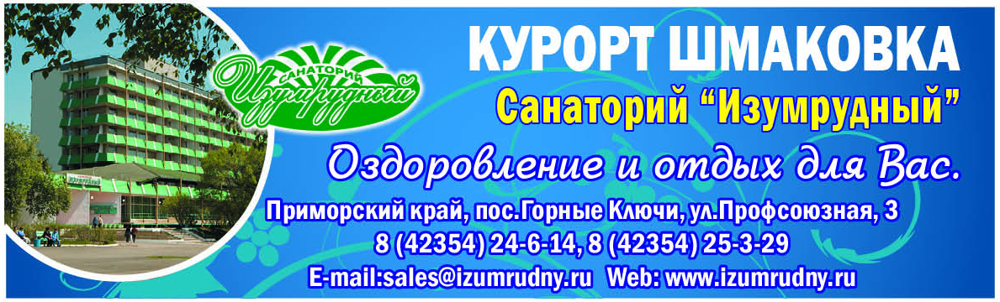 КУРОРТ ШМАКОВКА
САНАТОРИЙ
Изумрудный
Санаторий “Изумрудный”
Оздоровление и отдых для Вас.
Приморский край, пос.Горные Ключи, ул.Профсоюзная, 3
8 (42354) 24-6-14, 8 (42354) 25-3-29
E-mail:sales@izumrudny.ru Web: www.izumrudny.ru
ИЗУМРУДНЫЙ